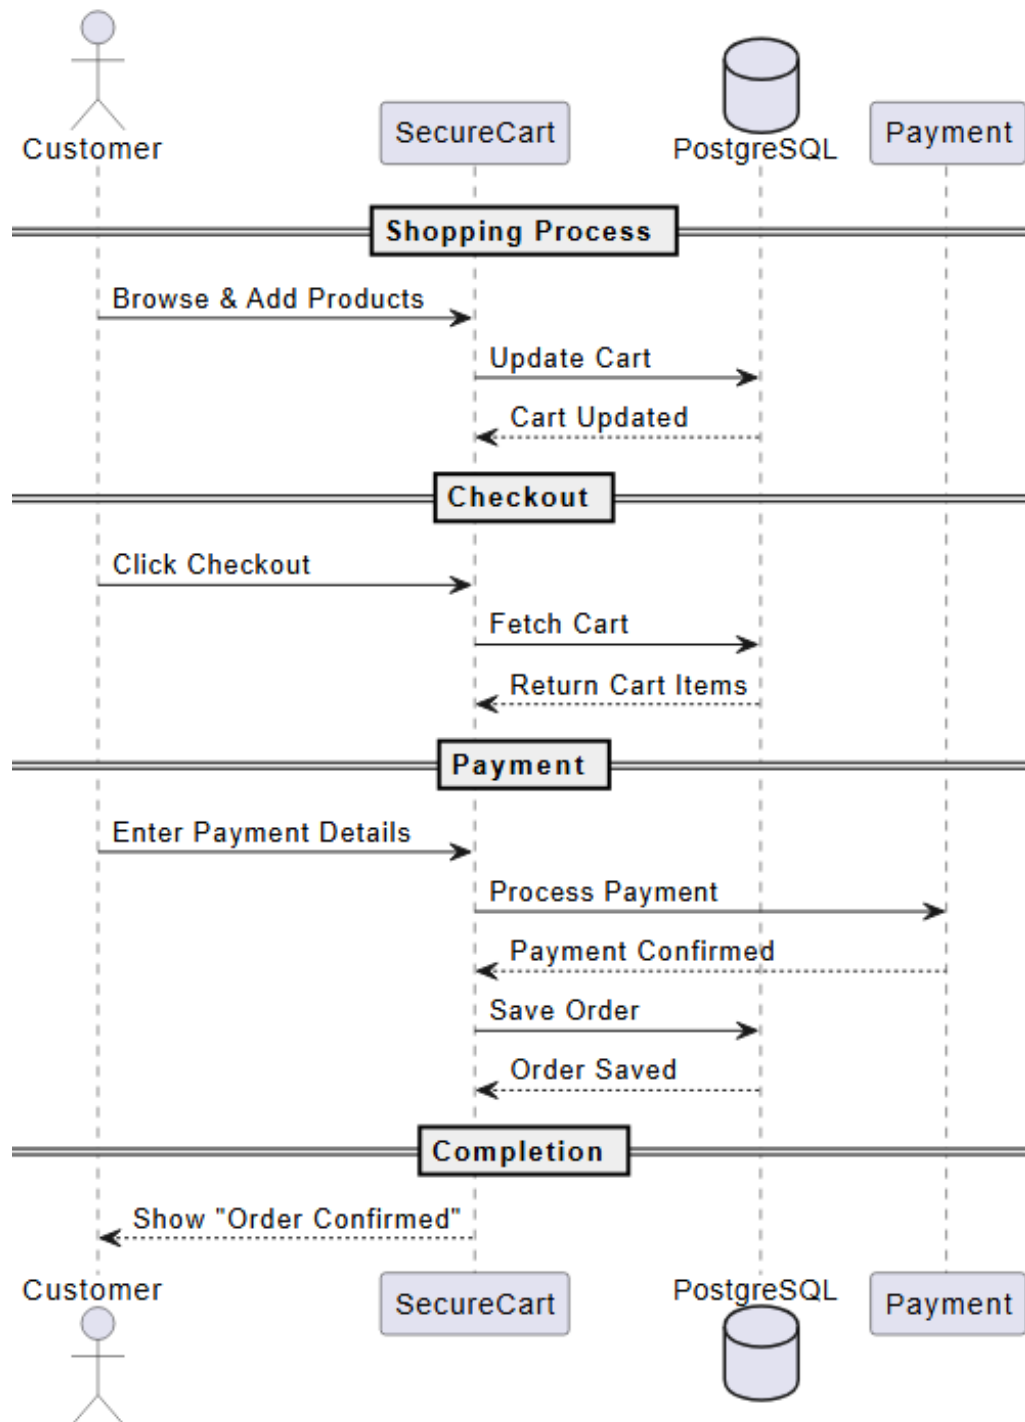 Customer
SecureCart
PostgreSQL
Payment
Shopping Process
Browse & Add Products
Update Cart
Cart Updated
Checkout
Click Checkout
Fetch Cart
Return Cart Items
Payment
Enter Payment Details
Process Payment
Payment Confirmed
Save Order
Order Saved
Completion
Show "Order Confirmed"
Customer
SecureCart
PostgreSQL
Payment